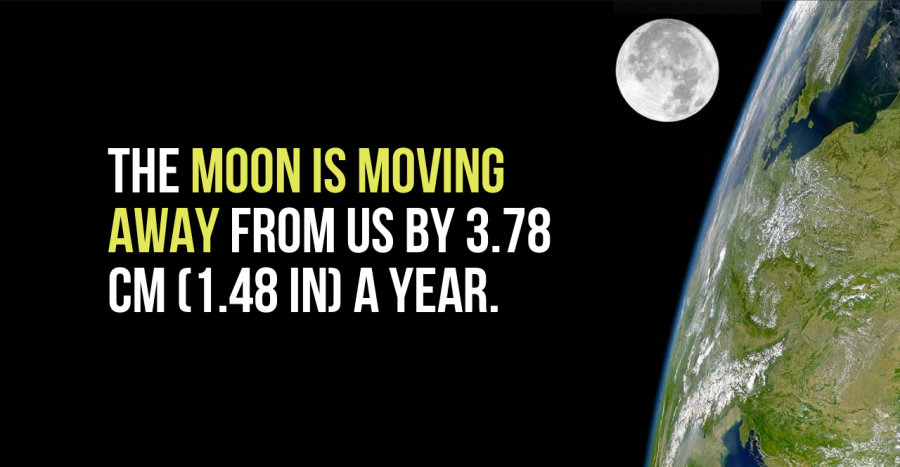 THE MOON IS MOVING
AWAY FROM US BY 3.78
CM (1.48 IN) A YEAR.